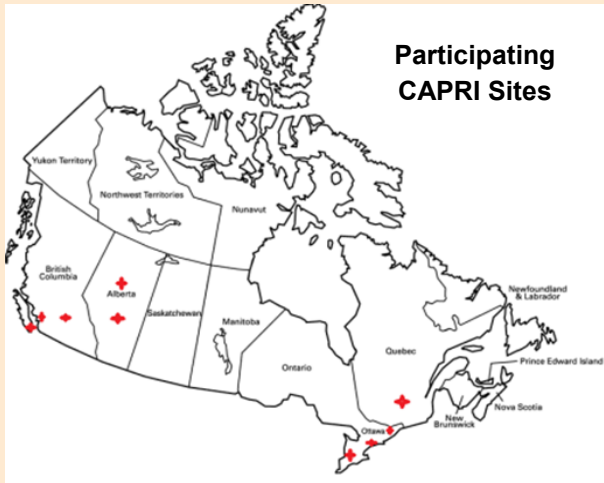 Participating
CAPRI Sites
Yukon Territory
Northwest Territories
Nunavut
British
Columbia
Alberta
Saskatchewan
Manitoba
Ontario
Quebec
Newfoundland
& Labrador
Prince Edward Island
Nova Scotia
New
Brunswick
Ottawa